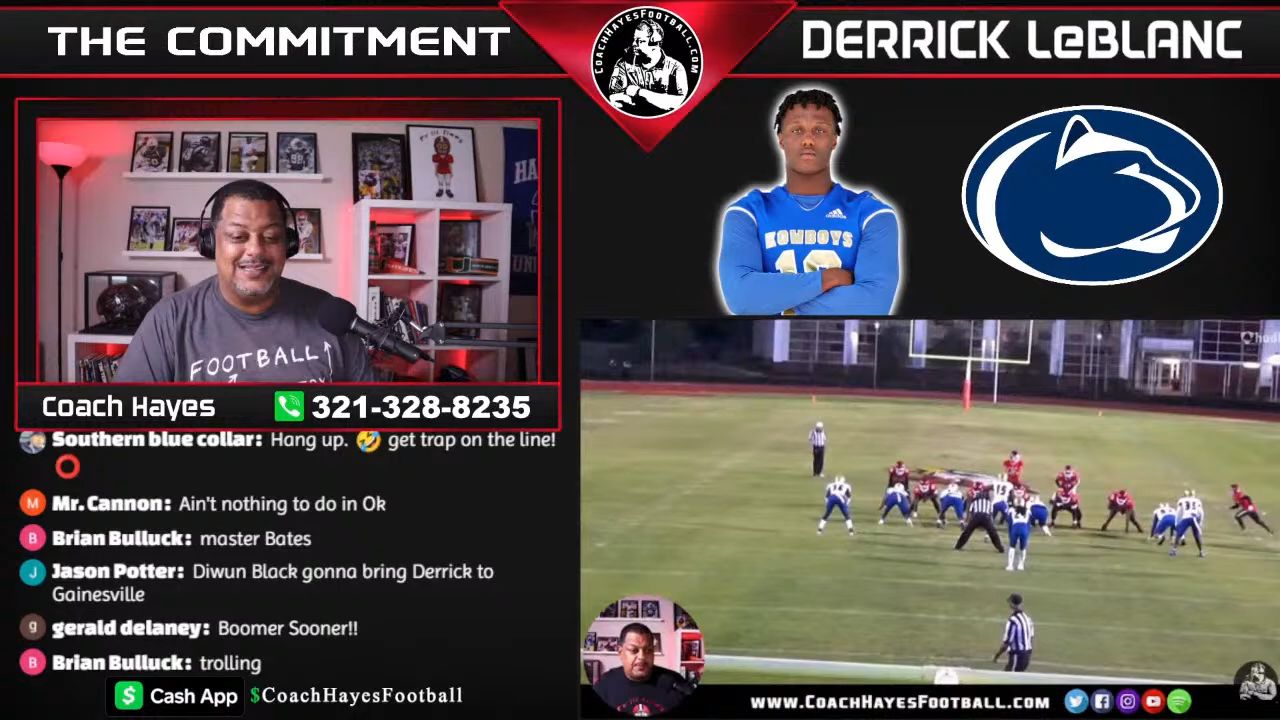 THE COMMITMENT
COACHHAYESFOOTBALL.COM
DERRICK LeBLANC
HA
UNI
FOOTBALL
KOWBOYS
Coach Hayes
321-328-8235
Southern blue collar: Hang up. 🤣 get trap on the line!
⭕
Mr. Cannon: Ain't nothing to do in Ok
Brian Bulluck: master Bates
Jason Potter: Diwun Black gonna bring Derrick to
Gainesville
gerald delaney: Boomer Sooner!!
Brian Bulluck: trolling
Cash App
$CoachHayesFootball
www.CoachHayesFootball.com